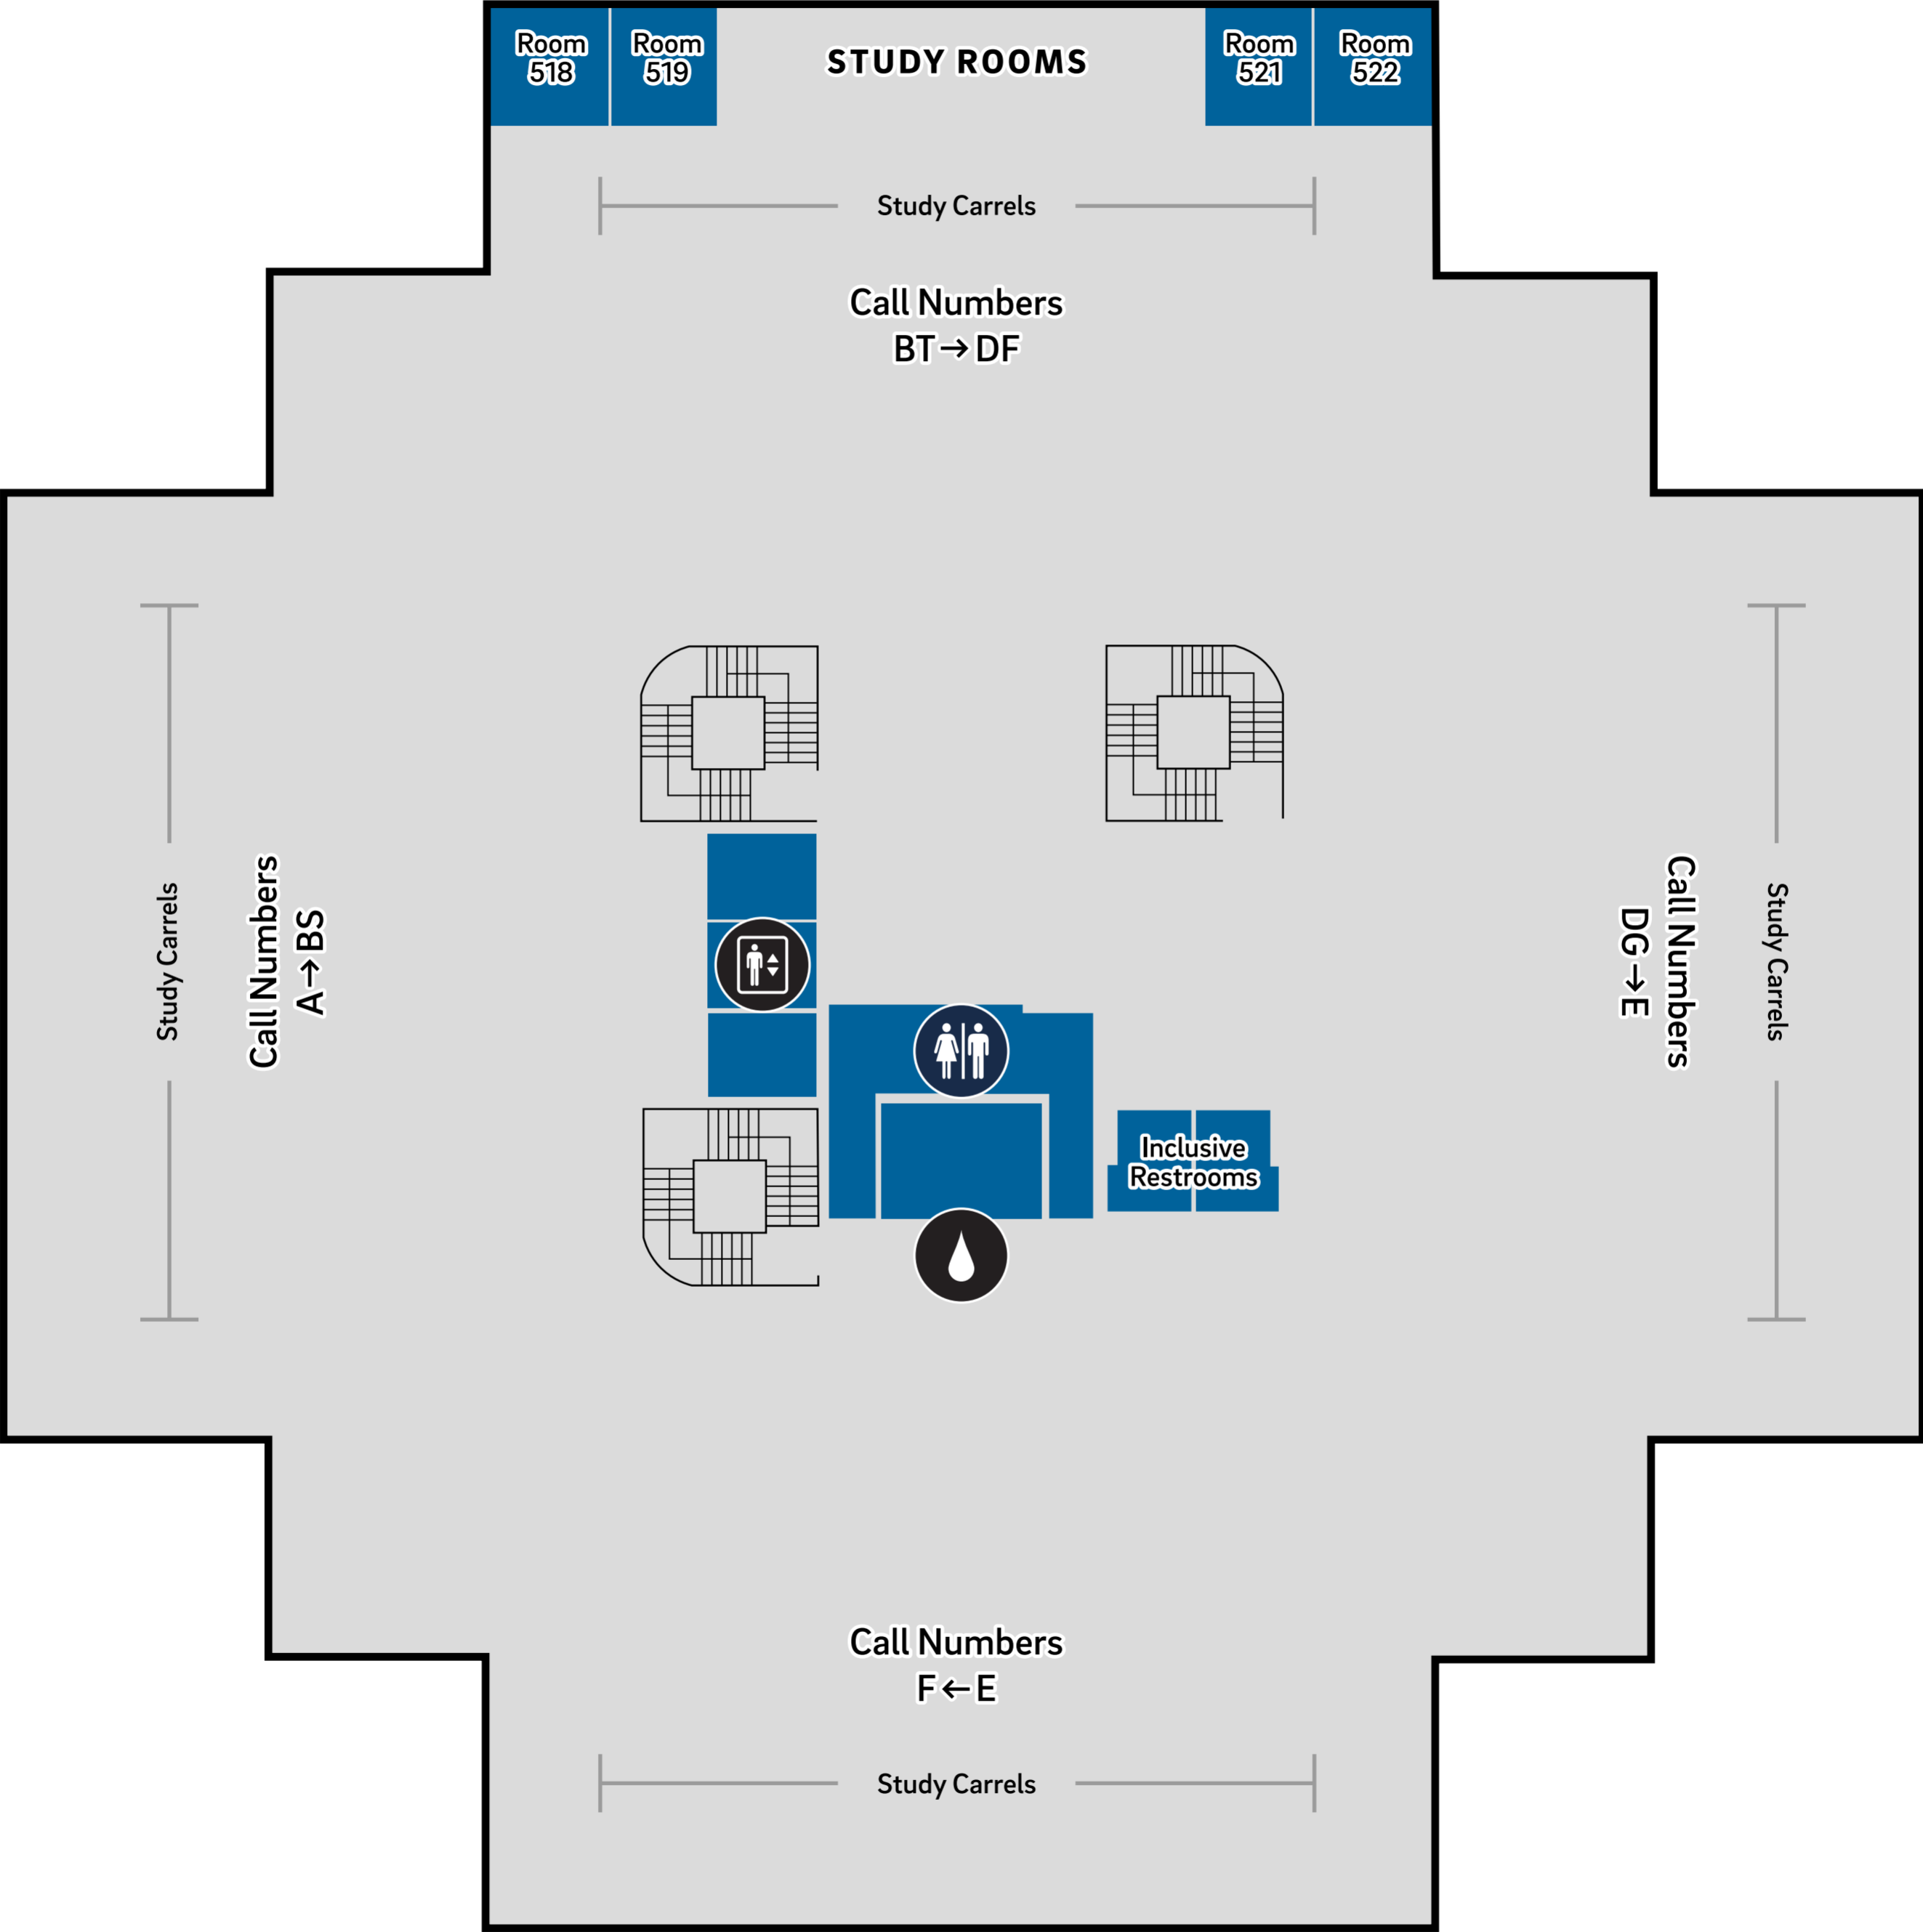 Room
518
Room
519
STUDY ROOMS
Room
521
Room
522
Study Carrels
Call Numbers
BT→DF
Study Carrels
Call Numbers
A→BS
Call Numbers
DG→E
Study Carrels
Inclusive
Restrooms
Call Numbers
F←E
Study Carrels